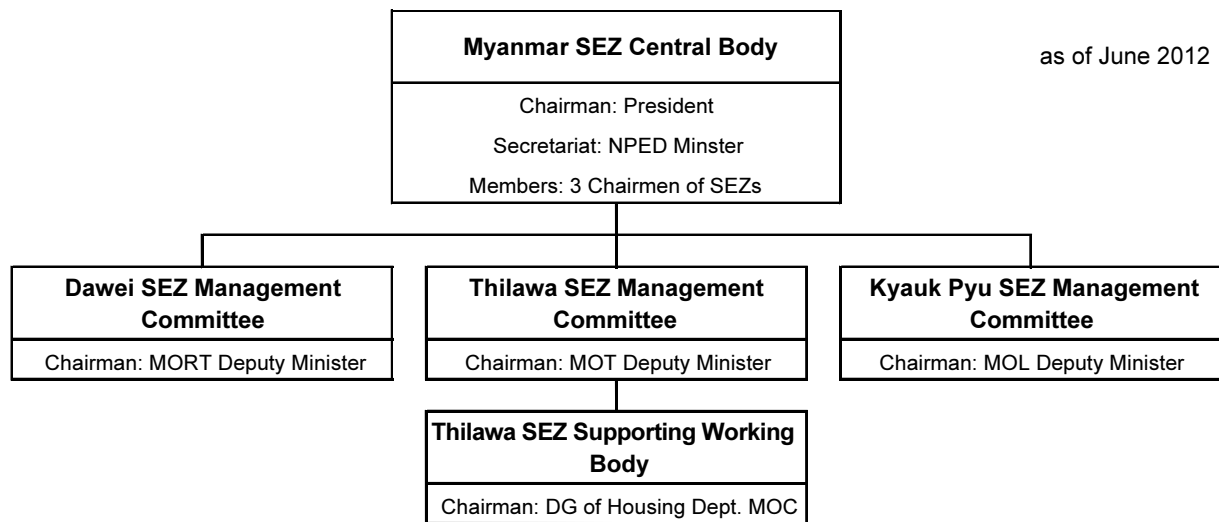 Myanmar SEZ Central Body
as of June 2012
Chairman: President
Secretariat: NPED Minster
Members: 3 Chairmen of SEZs
Dawei SEZ Management
Committee
Chairman: MORT Deputy Minister
Thilawa SEZ Management
Committee
Chairman: MOT Deputy Minister
Kyauk Pyu SEZ Management
Committee
Chairman: MOL Deputy Minister
Thilawa SEZ Supporting Working
Body
Chairman: DG of Housing Dept. MOC